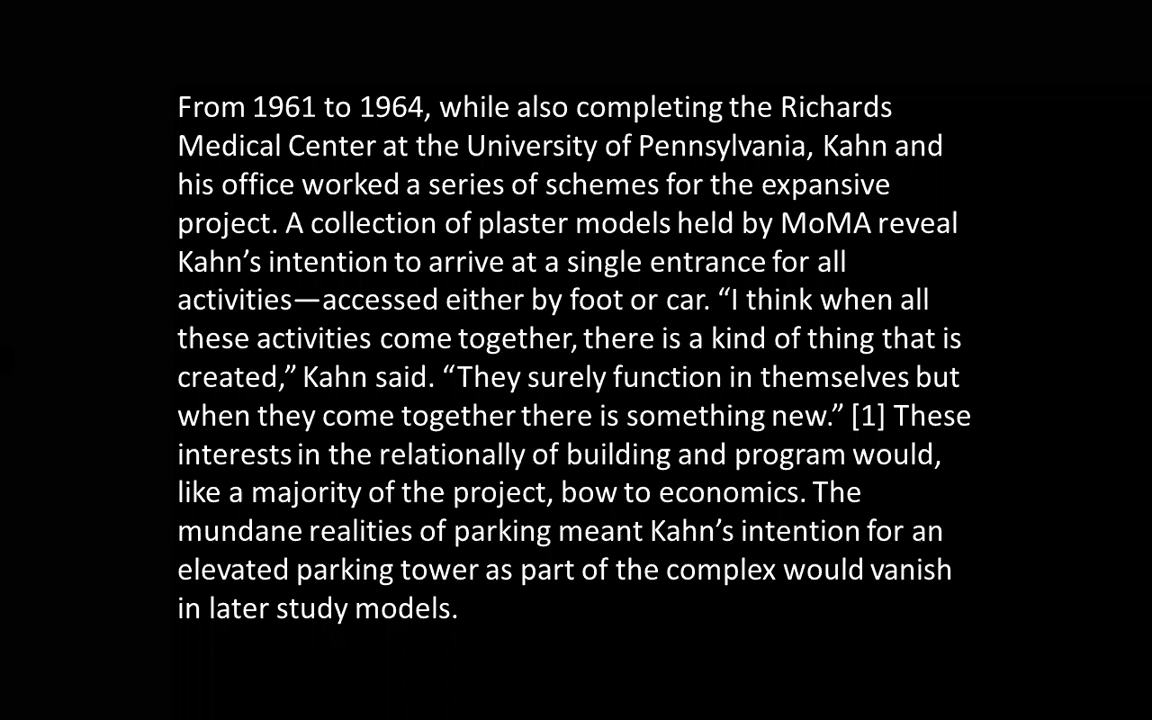 From 1961 to 1964, while also completing the Richards
Medical Center at the University of Pennsylvania, Kahn and
his office worked a series of schemes for the expansive
project. A collection of plaster models held by MoMA reveal
Kahn’s intention to arrive at a single entrance for all
activities—accessed either by foot or car. “I think when all
these activities come together, there is a kind of thing that is
created,” Kahn said. “They surely function in themselves but
when they come together there is something new.” [1] These
interests in the relationally of building and program would,
like a majority of the project, bow to economics. The
mundane realities of parking meant Kahn’s intention for an
elevated parking tower as part of the complex would vanish
in later study models.